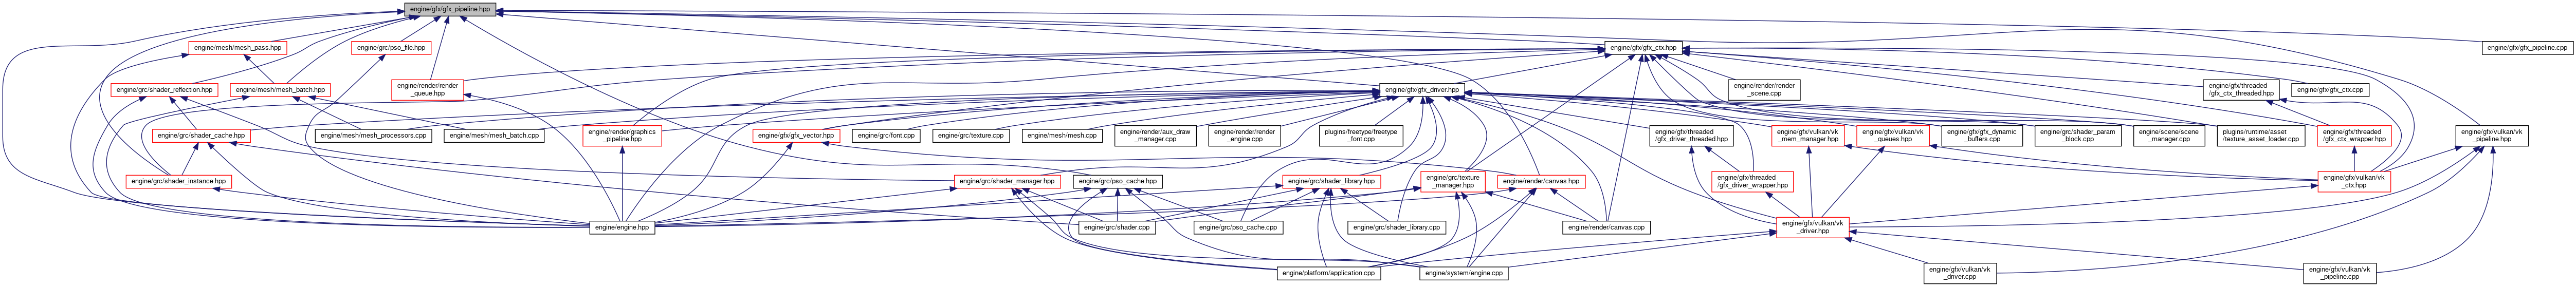 engine/gfx/gfx_pipeline.hpp
engine/mesh/mesh_pass.hpp
engine/grc/pso_file.hpp
engine/gfx/gfx_ctx.hpp
engine/gfx/gfx_pipeline.cpp
engine/grc/shader_reflection.hpp
engine/mesh/mesh_batch.hpp
engine/render/render
_queue.hpp
engine/gfx/gfx_driver.hpp
engine/render/render
_scene.cpp
engine/gfx/threaded
/gfx_ctx_threaded.hpp
engine/gfx/gfx_ctx.cpp
engine/grc/shader_cache.hpp
engine/mesh/mesh_processors.cpp
engine/mesh/mesh_batch.cpp
engine/render/graphics
_pipeline.hpp
engine/gfx/gfx_vector.hpp
engine/grc/font.cpp
engine/grc/texture.cpp
engine/mesh/mesh.cpp
engine/render/aux_draw
_manager.cpp
engine/render/render
_engine.cpp
plugins/freetype/freetype
_font.cpp
engine/gfx/threaded
/gfx_driver_threaded.hpp
engine/gfx/vulkan/vk
_mem_manager.hpp
engine/gfx/vulkan/vk
_queues.hpp
engine/gfx/gfx_dynamic
_buffers.cpp
engine/grc/shader_param
_block.cpp
engine/scene/scene
_manager.cpp
plugins/runtime/asset
/texture_asset_loader.cpp
engine/gfx/threaded
/gfx_ctx_wrapper.hpp
engine/gfx/vulkan/vk
_pipeline.hpp
engine/grc/shader_instance.hpp
engine/grc/shader_manager.hpp
engine/grc/pso_cache.hpp
engine/grc/shader_library.hpp
engine/grc/texture
_manager.hpp
engine/render/canvas.hpp
engine/gfx/threaded
/gfx_driver_wrapper.hpp
engine/gfx/vulkan/vk
_ctx.hpp
engine/engine.hpp
engine/grc/shader.cpp
engine/grc/pso_cache.cpp
engine/grc/shader_library.cpp
engine/render/canvas.cpp
engine/gfx/vulkan/vk
_driver.hpp
engine/platform/application.cpp
engine/system/engine.cpp
engine/gfx/vulkan/vk
_driver.cpp
engine/gfx/vulkan/vk
_pipeline.cpp